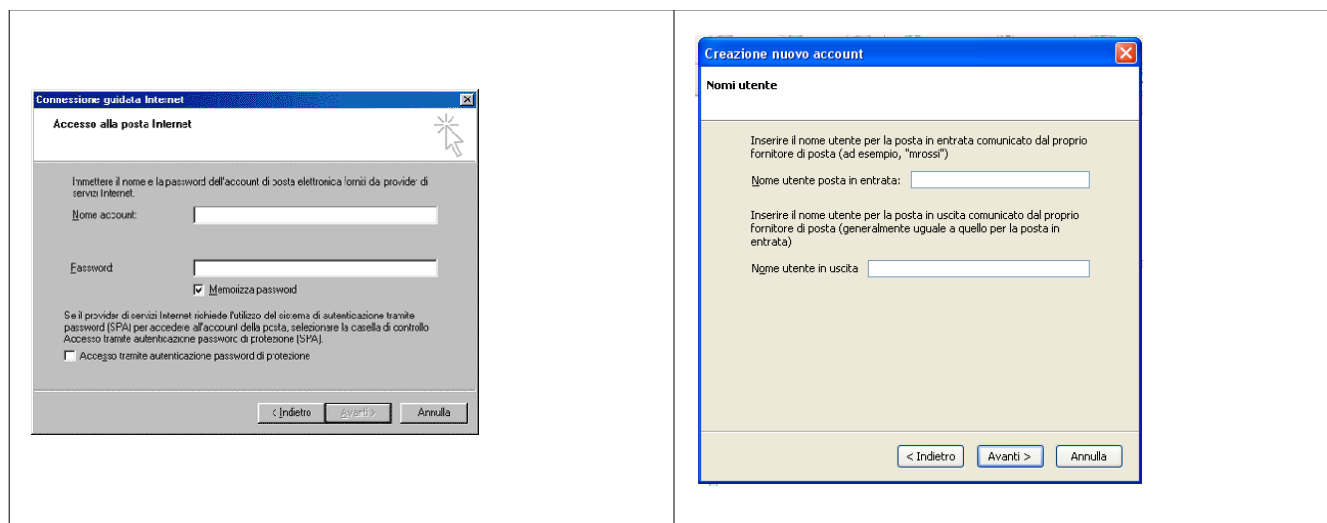 Connessione guidata Internet
Accesso alla posta Internet
Immettere il nome e la password dell'account di posta elettronica forniti dal provider di
servizi Internet.
Nome account:
Password:
Memorizza password
Se il provider di servizi Internet richiede l'utilizzo del sistema di autenticazione tramite
password (SPA) per accedere all'account della posta, selezionare la casella di controllo
Accesso tramite autenticazione password di protezione (SPA).
Accesso tramite autenticazione password di protezione
< Indietro
Avanti >
Annulla
Creazione nuovo account
Nomi utente
Inserire il nome utente per la posta in entrata comunicato dal proprio
fornitore di posta (ad esempio, "mrossi")
Nome utente posta in entrata:
Inserire il nome utente per la posta in uscita comunicato dal proprio
fornitore di posta (generalmente uguale a quello per la posta in
entrata)
Nome utente in uscita
< Indietro
Avanti >
Annulla